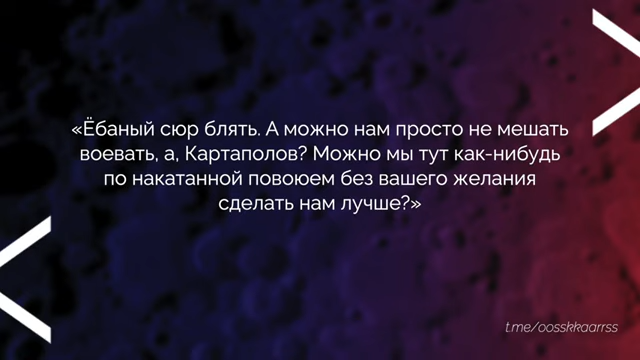 «Ёбаный сюр блять. А можно нам просто не мешать
воевать, а, Картаполов? Можно мы тут как-нибудь
по накатанной повоюем без вашего желания
сделать нам лучше?»
t.me/oosskkaarrss